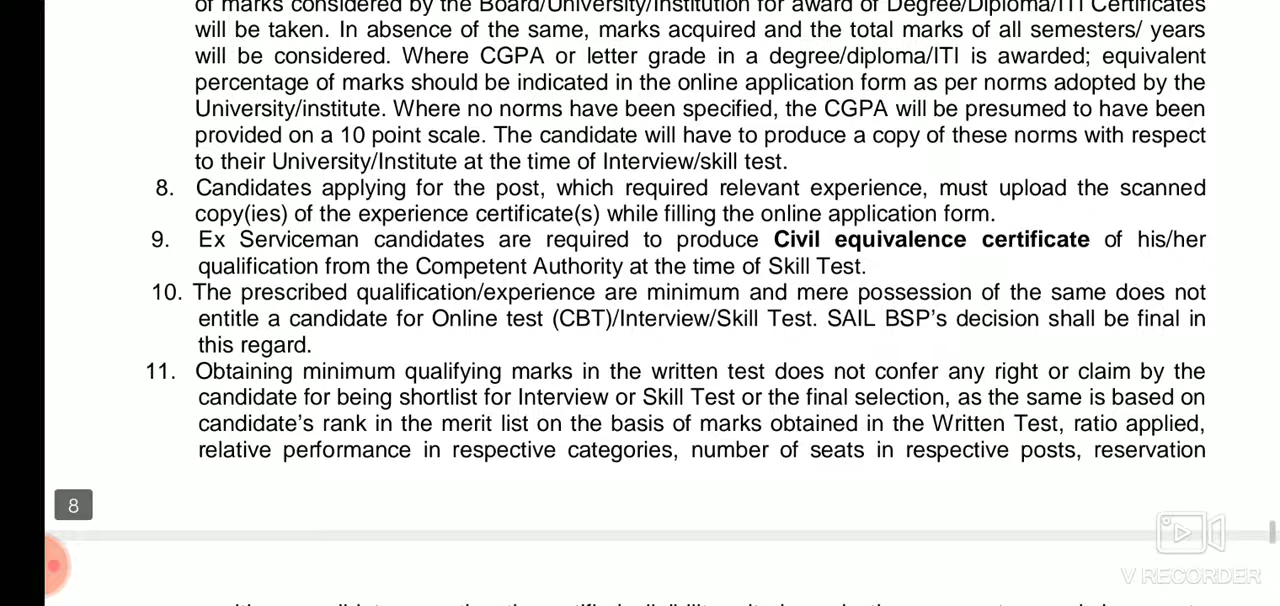 of marks considered by the Board/University/Institution for award of Degree/Diploma/ITI Certificates
will be taken. In absence of the same, marks acquired and the total marks of all semesters/ years
will be considered. Where CGPA or letter grade in a degree/diploma/ITI is awarded; equivalent
percentage of marks should be indicated in the online application form as per norms adopted by the
University/institute. Where no norms have been specified, the CGPA will be presumed to have been
provided on a 10 point scale. The candidate will have to produce a copy of these norms with respect
to their University/Institute at the time of Interview/skill test.
8. Candidates applying for the post, which required relevant experience, must upload the scanned
copy(ies) of the experience certificate(s) while filling the online application form.
9. Ex Serviceman candidates are required to produce Civil equivalence certificate of his/her
qualification from the Competent Authority at the time of Skill Test.
10. The prescribed qualification/experience are minimum and mere possession of the same does not
entitle a candidate for Online test (CBT)/Interview/Skill Test. SAIL BSP's decision shall be final in
this regard.
11. Obtaining minimum qualifying marks in the written test does not confer any right or claim by the
candidate for being shortlist for Interview or Skill Test or the final selection, as the same is based on
candidate's rank in the merit list on the basis of marks obtained in the Written Test, ratio applied,
relative performance in respective categories, number of seats in respective posts, reservation
8
V RECORDER